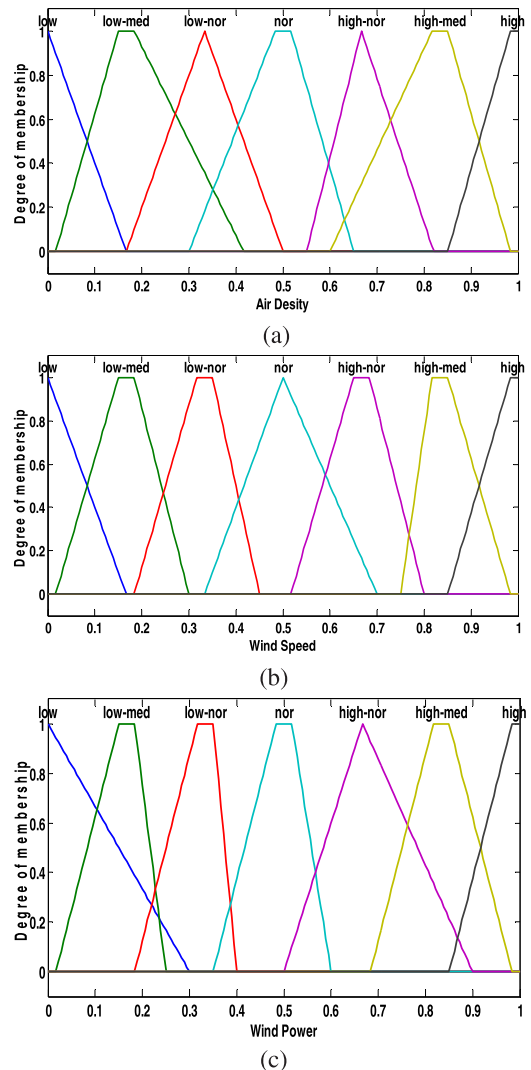 low low-med low-nor nor high-nor high-med high
1
0.8
0.6
0.4
0.2
0
Degree of membership
0 0.1 0.2 0.3 0.4 0.5 0.6 0.7 0.8 0.9 1
Air Desity
(a)
low low-med low-nor nor high-nor high-med high
1
0.8
0.6
0.4
0.2
0
Degree of membership
0 0.1 0.2 0.3 0.4 0.5 0.6 0.7 0.8 0.9 1
Wind Speed
(b)
low low-med low-nor nor high-nor high-med high
1
0.8
0.6
0.4
0.2
0
Degree of membership
0 0.1 0.2 0.3 0.4 0.5 0.6 0.7 0.8 0.9 1
Wind Power
(c)